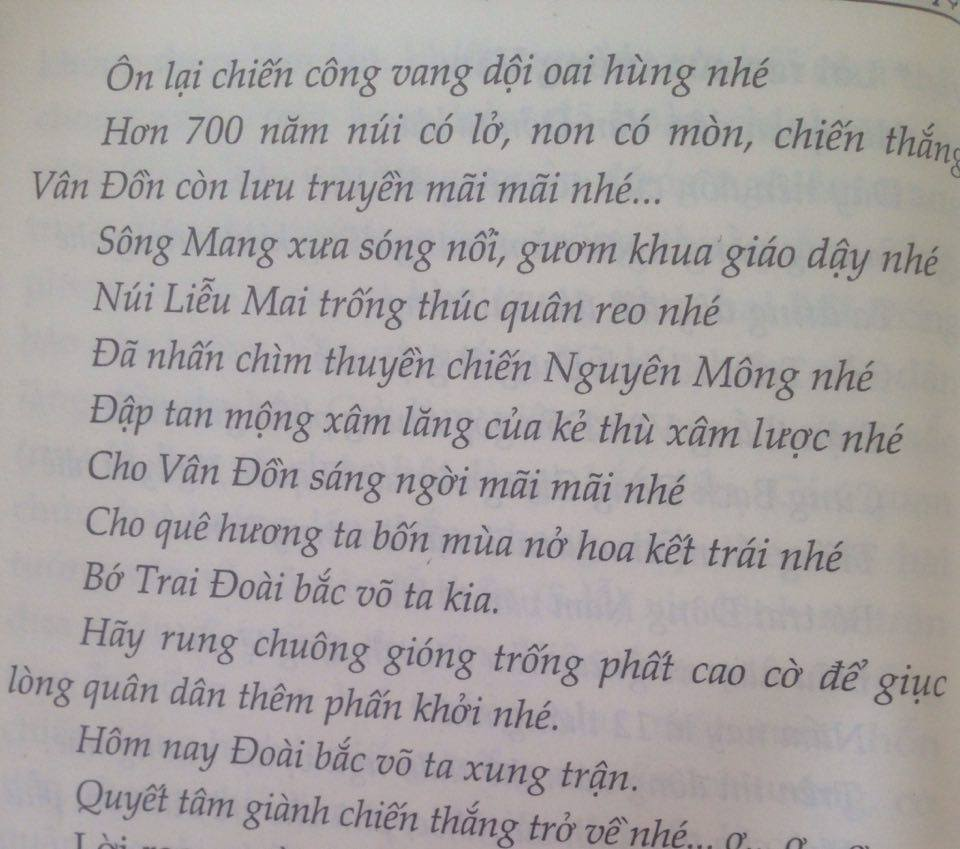 Ôn lại chiến công vang dội oai hùng nhé
Hơn 700 năm núi có lở, non có mòn, chiến thắng
Vân Đồn còn lưu truyền mãi mãi nhé...
Sông Mang xưa sóng nổi, gươm khua giáo dậy nhé
Núi Liễu Mai trống thúc quân reo nhé
Đã nhấn chìm thuyền chiến Nguyên Mông nhé
Đập tan mộng xâm lăng của kẻ thù xâm lược nhé
Cho Vân Đồn sáng ngời mãi mãi nhé
Cho quê hương ta bốn mùa nở hoa kết trái nhé
Bớ Trai Đoài bắc võ ta kia.
Hãy rung chuông gióng trống phất cao cờ để giục
lòng quân dân thêm phấn khởi nhé.
Hôm nay Đoài bắc võ ta xung trận.
Quyết tâm giành chiến thắng trở về nhé... ơ... ơ... ơ
Lời